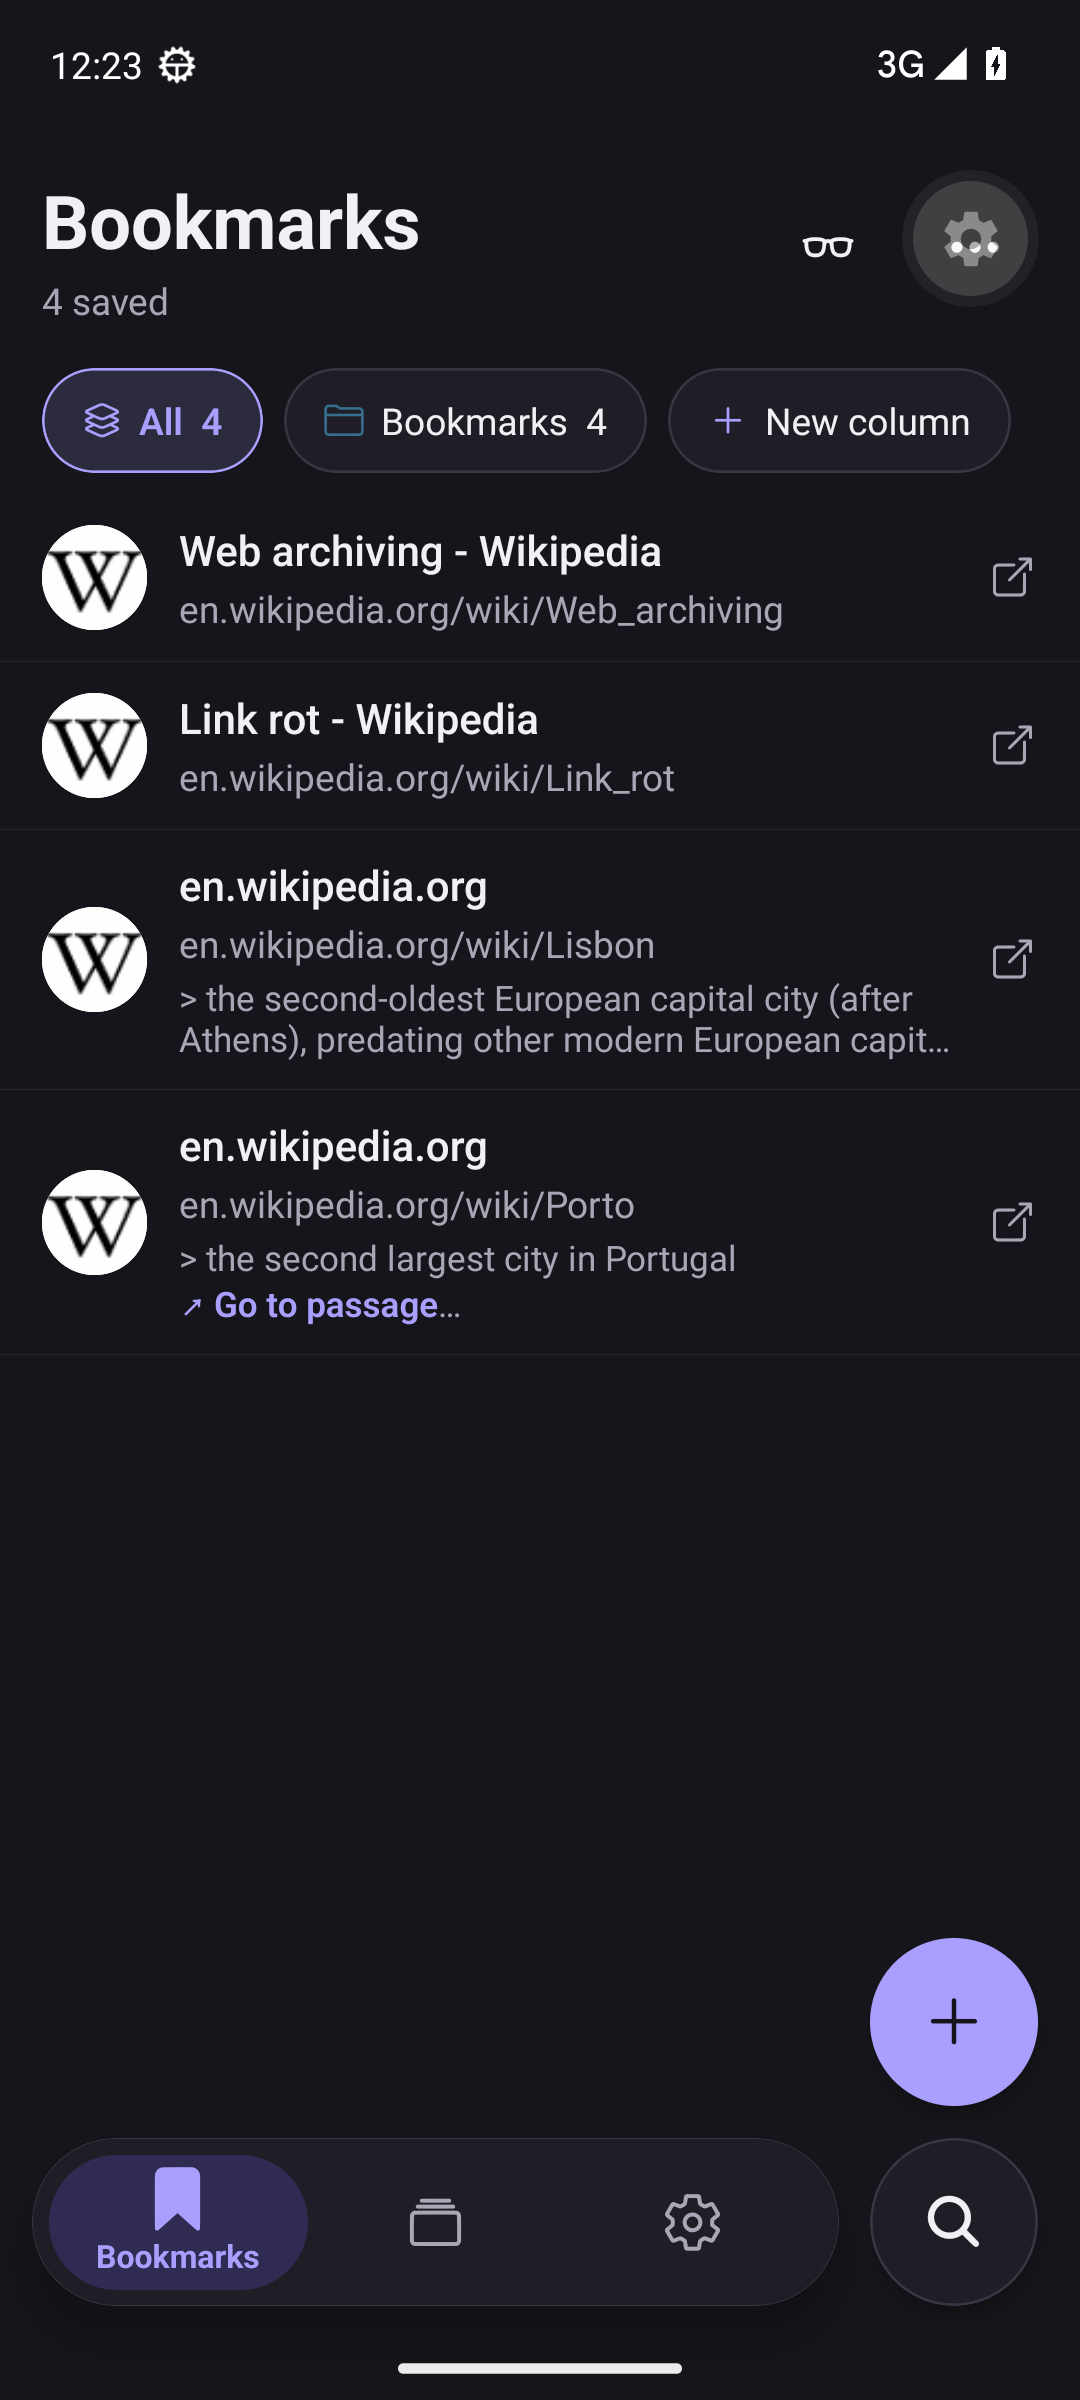 12:23
3G
Bookmarks
4 saved
All 4
Bookmarks 4
+ New column
Web archiving - Wikipedia
en.wikipedia.org/wiki/Web_archiving
Link rot - Wikipedia
en.wikipedia.org/wiki/Link_rot
en.wikipedia.org
en.wikipedia.org/wiki/Lisbon
> the second-oldest European capital city (after
Athens), predating other modern European capit…
en.wikipedia.org
en.wikipedia.org/wiki/Porto
> the second largest city in Portugal
↗ Go to passage…
Bookmarks